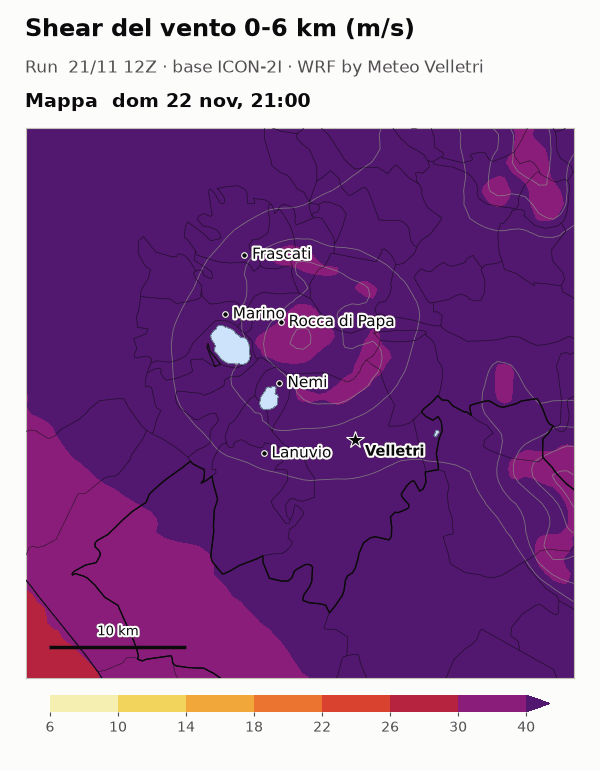 Shear del vento 0-6 km (m/s)
Run  21/11 12Z · base ICON-2I · WRF by Meteo Velletri
Mappa  dom 22 nov, 21:00
Frascati
Marino
Rocca di Papa
Nemi
Velletri
Lanuvio
10 km
6 10 14 18 22 26 30 40